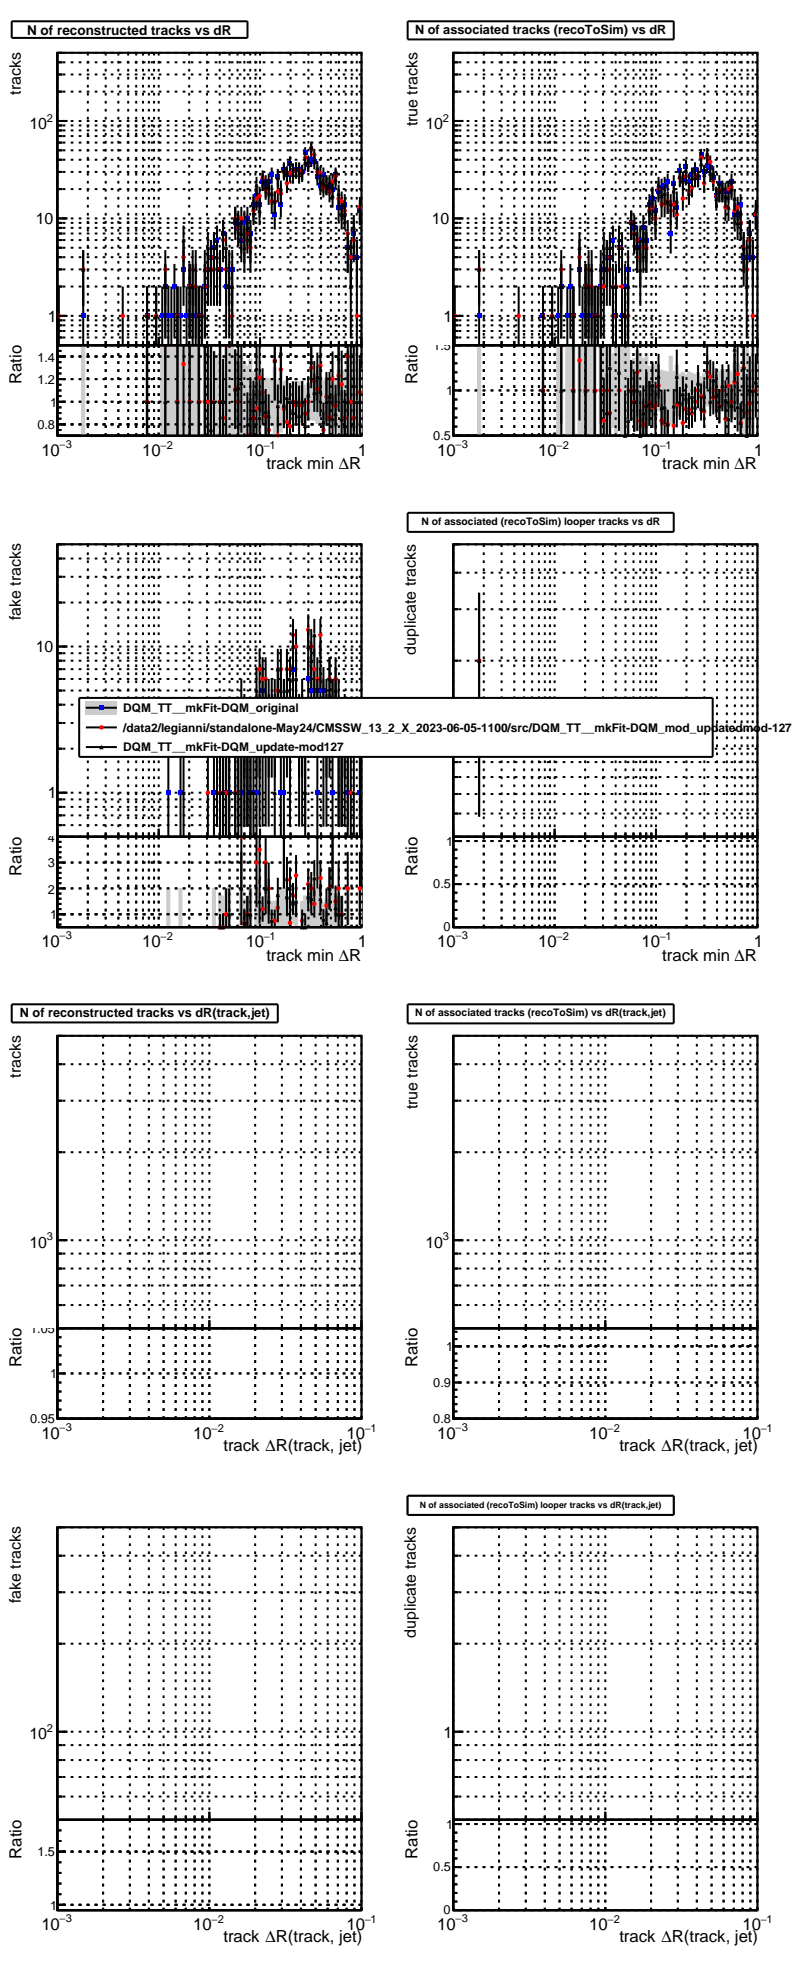 N of reconstructed tracks vs dR
N of associated tracks (recoToSim) vs dR
tracks
10²
10
1
Ratio
1.4
1.2
1
0.8
10⁻³ 10⁻² 10⁻¹ 1
track min ΔR
true tracks
10²
10
1
Ratio
1.5
1
0.5
10⁻³ 10⁻² 10⁻¹ 1
track min ΔR
N of associated (recoToSim) looper tracks vs dR
fake tracks
10
1
Ratio
4
3
2
1
10⁻³ 10⁻² 10⁻¹ 1
track min ΔR
duplicate tracks
Ratio
1
0.5
0
10⁻³ 10⁻² 10⁻¹ 1
track min ΔR
DQM_TT__mkFit-DQM_original
/data2/legianni/standalone-May24/CMSSW_13_2_X_2023-06-05-1100/src/DQM_TT__mkFit-DQM_mod_updatedmod-127
DQM_TT__mkFit-DQM_update-mod127
N of reconstructed tracks vs dR(track,jet)
N of associated tracks (recoToSim) vs dR(track,jet)
tracks
10³
Ratio
1.05
1
0.95
10⁻³ 10⁻² 10⁻¹
track ΔR(track, jet)
true tracks
10³
Ratio
1
0.9
0.8
10⁻³ 10⁻² 10⁻¹
track ΔR(track, jet)
N of associated (recoToSim) looper tracks vs dR(track,jet)
fake tracks
10²
Ratio
1.5
1
10⁻³ 10⁻² 10⁻¹
track ΔR(track, jet)
duplicate tracks
1
Ratio
1
0.5
0
10⁻³ 10⁻² 10⁻¹
track ΔR(track, jet)